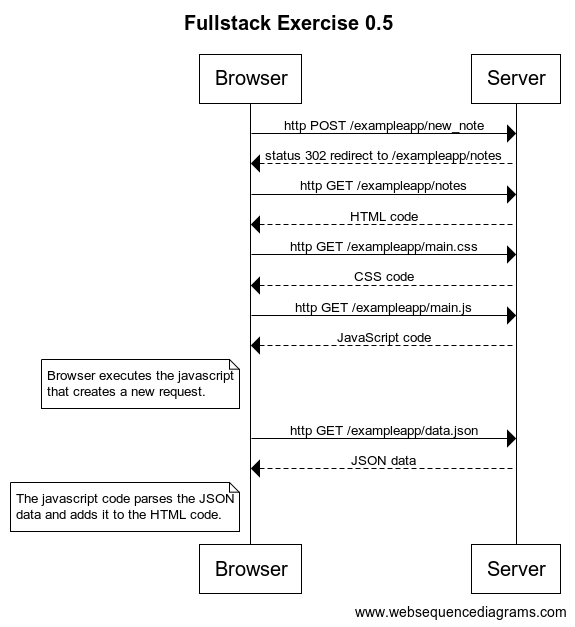 Fullstack Exercise 0.5
Browser
Server
http POST /exampleapp/new_note
status 302 redirect to /exampleapp/notes
http GET /exampleapp/notes
HTML code
http GET /exampleapp/main.css
CSS code
http GET /exampleapp/main.js
JavaScript code
Browser executes the javascript
that creates a new request.
http GET /exampleapp/data.json
JSON data
The javascript code parses the JSON
data and adds it to the HTML code.
Browser
Server
www.websequencediagrams.com